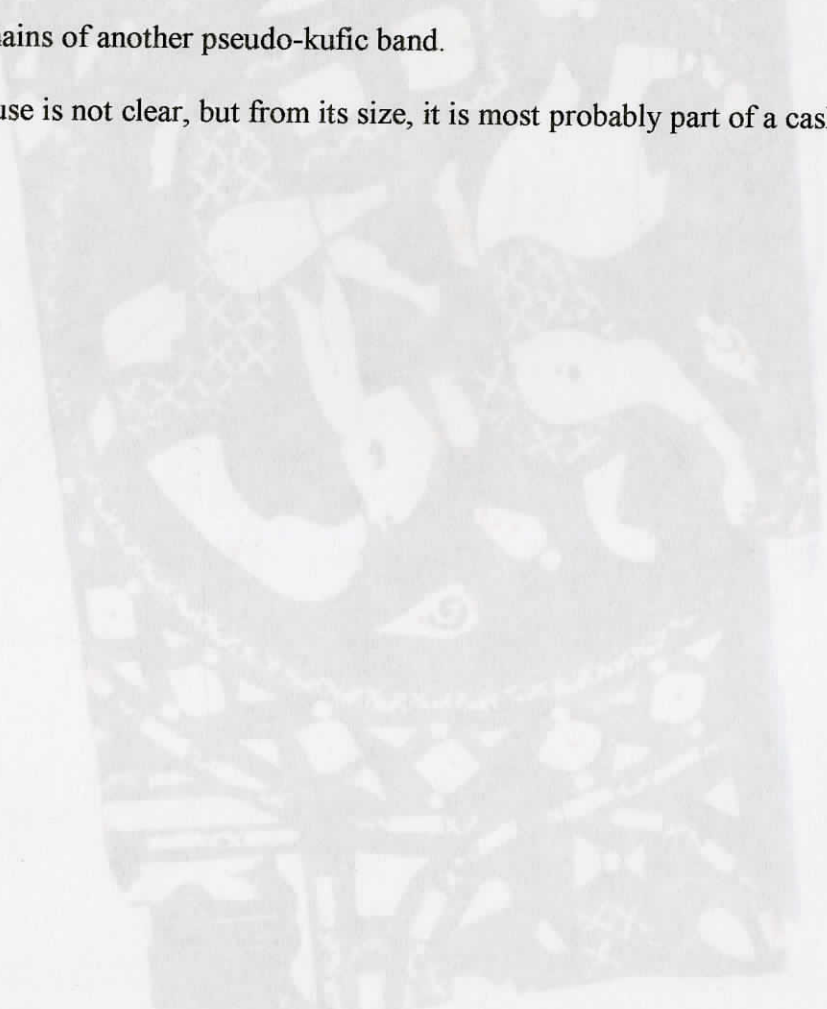 ains of another pseudo-kufic band.
use is not clear, but from its size, it is most probably part of a cas